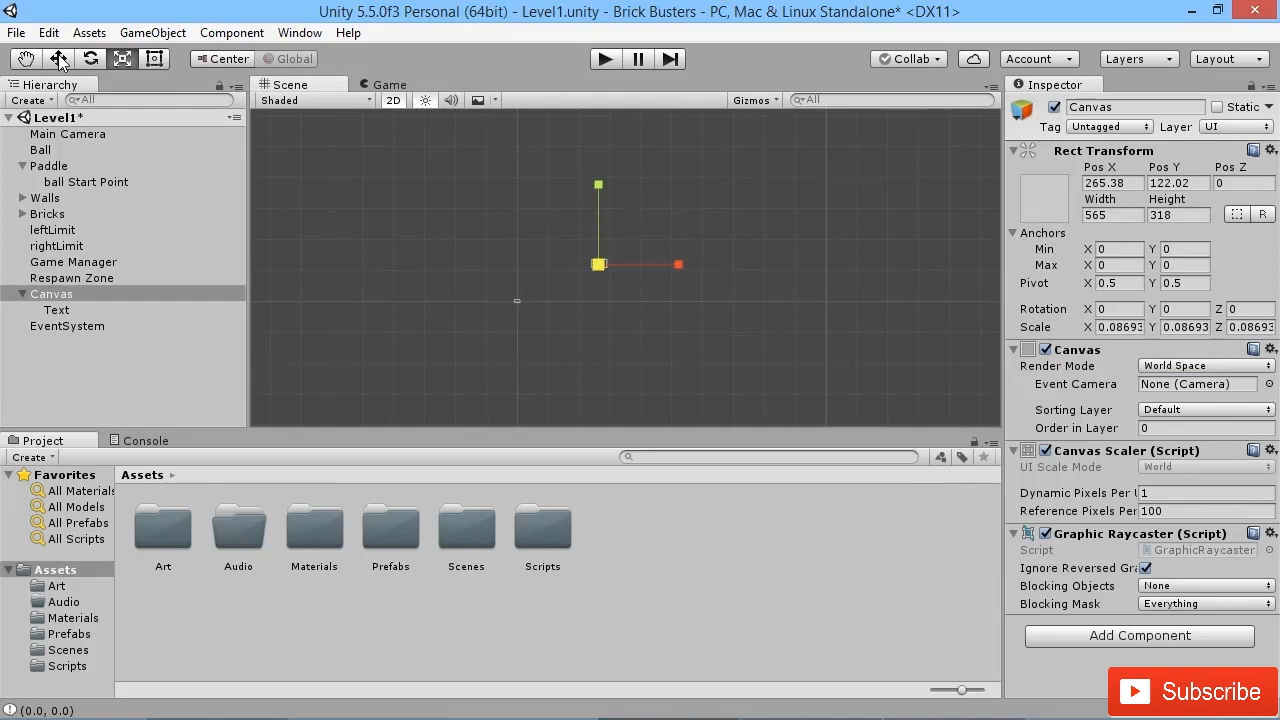 Unity 5.5.0f3 Personal (64bit) - Level1.unity - Brick Busters - PC, Mac & Linux Standalone* <DX11>
File Edit Assets GameObject Component Window Help
Center Global Collab Account Layers Layout
Hierarchy Scene Game Inspector
Create All Shaded 2D Gizmos All Canvas Static
Level1*
Tag Untagged Layer UI
Main Camera
Ball
Paddle
ball Start Point
Walls
Bricks
leftLimit
rightLimit
Game Manager
Respawn Zone
Canvas
Text
EventSystem
Rect Transform
Pos X Pos Y Pos Z
265.38 122.02 0
Width Height
565 318 R
Anchors
Min X 0 Y 0
Max X 0 Y 0
Pivot X 0.5 Y 0.5
Rotation X 0 Y 0 Z 0
Scale X 0.08693 Y 0.08693 Z 0.08693
Canvas
Render Mode World Space
Event Camera None (Camera)
Sorting Layer Default
Order in Layer 0
Canvas Scaler (Script)
UI Scale Mode World
Dynamic Pixels Per U 1
Reference Pixels Per 100
Graphic Raycaster (Script)
Script GraphicRaycaster
Ignore Reversed Gra
Blocking Objects None
Blocking Mask Everything
Add Component
Project Console
Create
Favorites
All Materials
All Models
All Prefabs
All Scripts
Assets
Art
Audio
Materials
Prefabs
Scenes
Scripts
Assets
Art Audio Materials Prefabs Scenes Scripts
(0.0, 0.0)
Subscribe